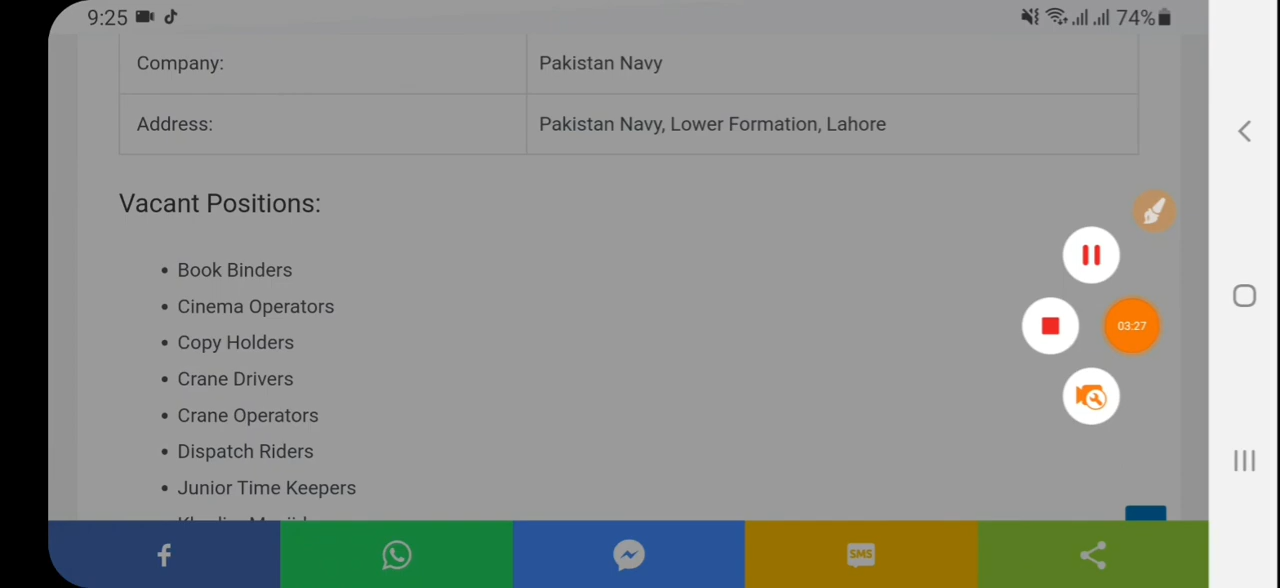 9:25 74%
Company: Pakistan Navy
Address: Pakistan Navy, Lower Formation, Lahore
Vacant Positions:
• Book Binders
• Cinema Operators
• Copy Holders
• Crane Drivers
• Crane Operators
• Dispatch Riders
• Junior Time Keepers
03:27
SMS